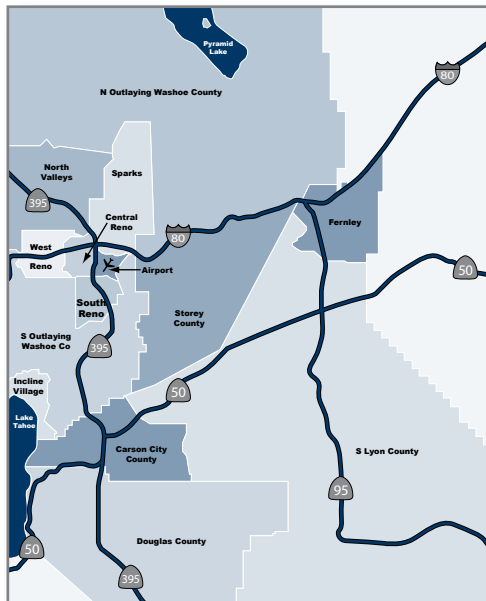 Pyramid
Lake
80
N Outlaying Washoe County
North
Valleys
Sparks
395
Central
Reno
Fernley
80
West
Reno
Airport
50
South
Reno
Storey
County
S Outlaying
Washoe Co
395
Incline
Village
50
Lake
Tahoe
Carson City
County
S Lyon County
95
Douglas County
50
395